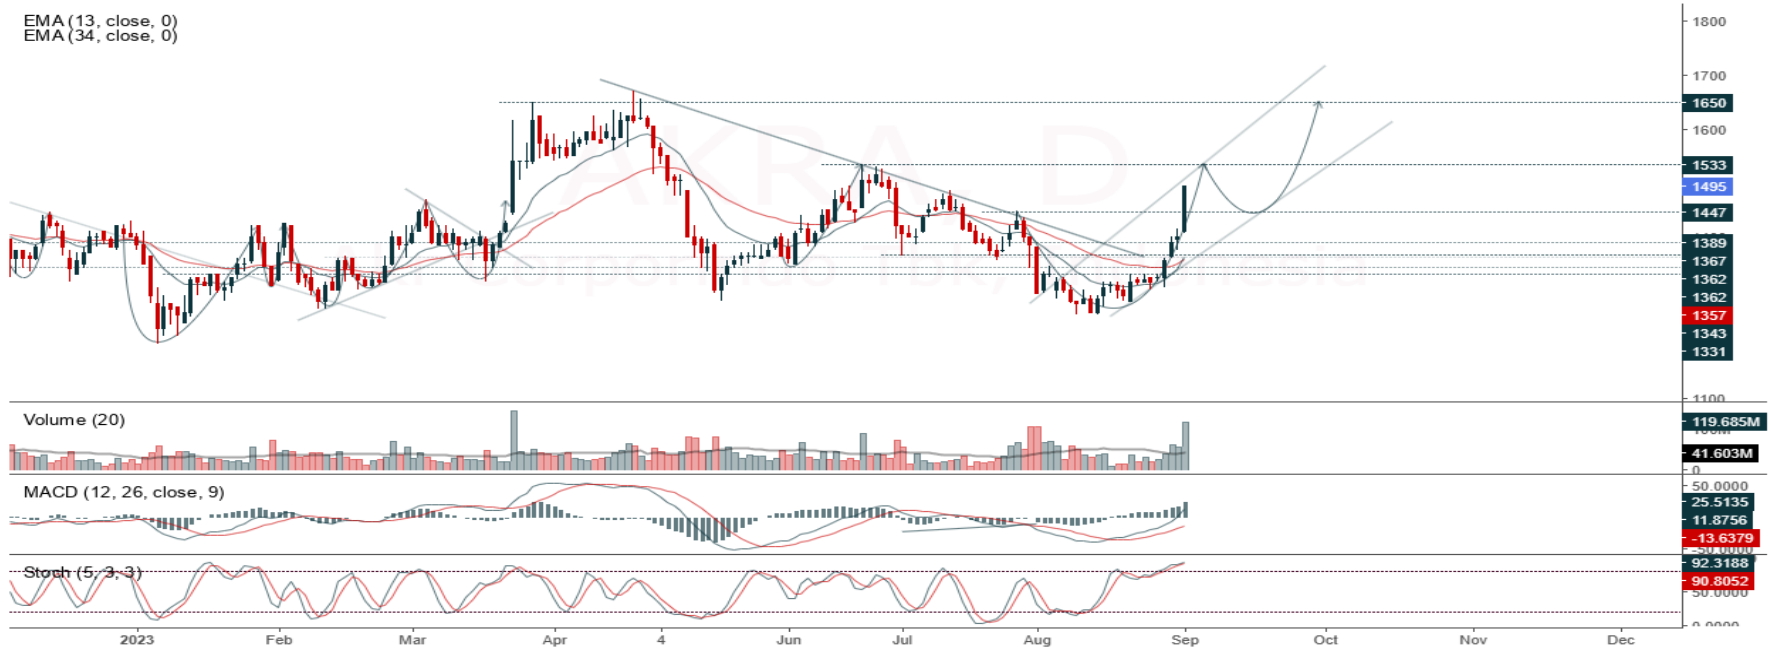 EMA (13, close, 0)
EMA (34, close, 0)
AKRA, D
1800
1700
1650
1600
1533
1495
1447
1389
1367
1362
1362
1357
1343
1331
1100
Volume (20)
119.685M
41.603M
0
MACD (12, 26, close, 9)
50.0000
25.5135
11.8756
-13.6379
-50.0000
Stoch (5, 3, 3)
92.3188
90.8052
50.0000
0.0000
2023 Feb Mar Apr 4 Jun Jul Aug Sep Oct Nov Dec